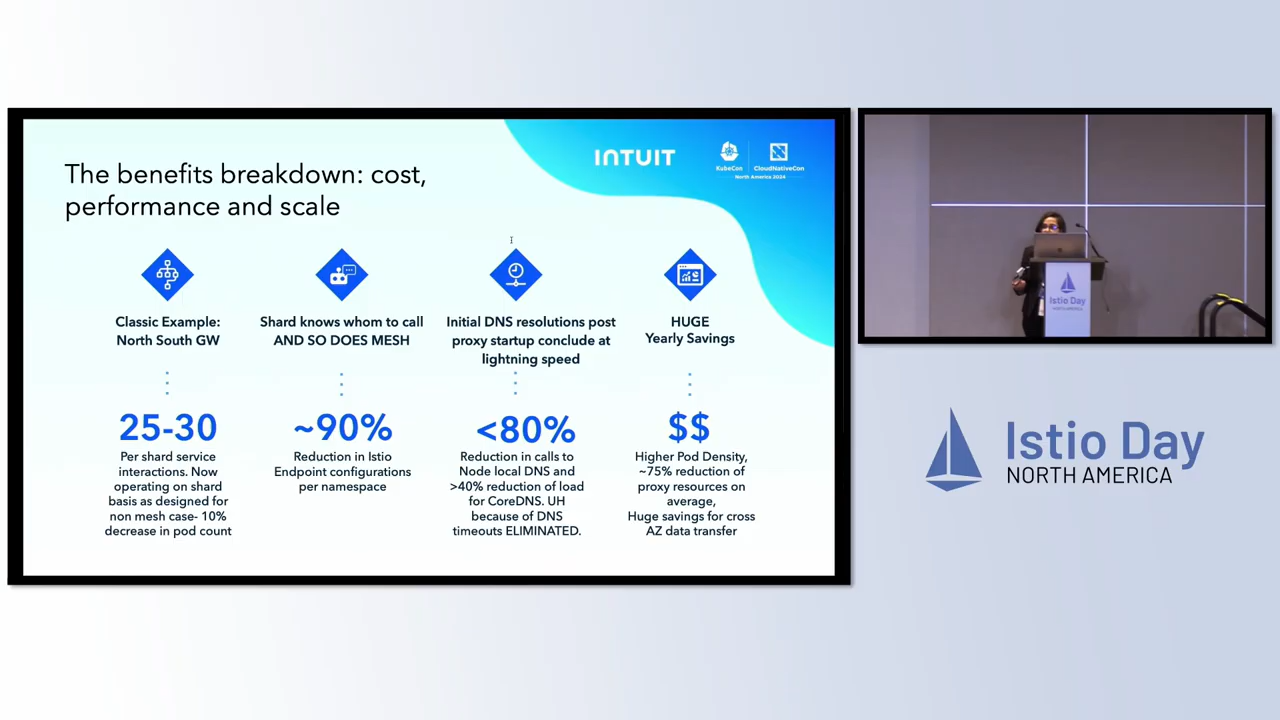 The benefits breakdown: cost,
performance and scale
INTUIT
KubeCon
CloudNativeCon
North America 2024
Classic Example:
North South GW
25-30
Per shard service
interactions. Now
operating on shard
basis as designed for
non mesh case- 10%
decrease in pod count
Shard knows whom to call
AND SO DOES MESH
~90%
Reduction in Istio
Endpoint configurations
per namespace
Initial DNS resolutions post
proxy startup conclude at
lightning speed
<80%
Reduction in calls to
Node local DNS and
>40% reduction of load
for CoreDNS. UH
because of DNS
timeouts ELIMINATED.
HUGE
Yearly Savings
$$
Higher Pod Density,
~75% reduction of
proxy resources on
average,
Huge savings for cross
AZ data transfer
Istio Day
NORTH AMERICA
Istio Day
NORTH AMERICA